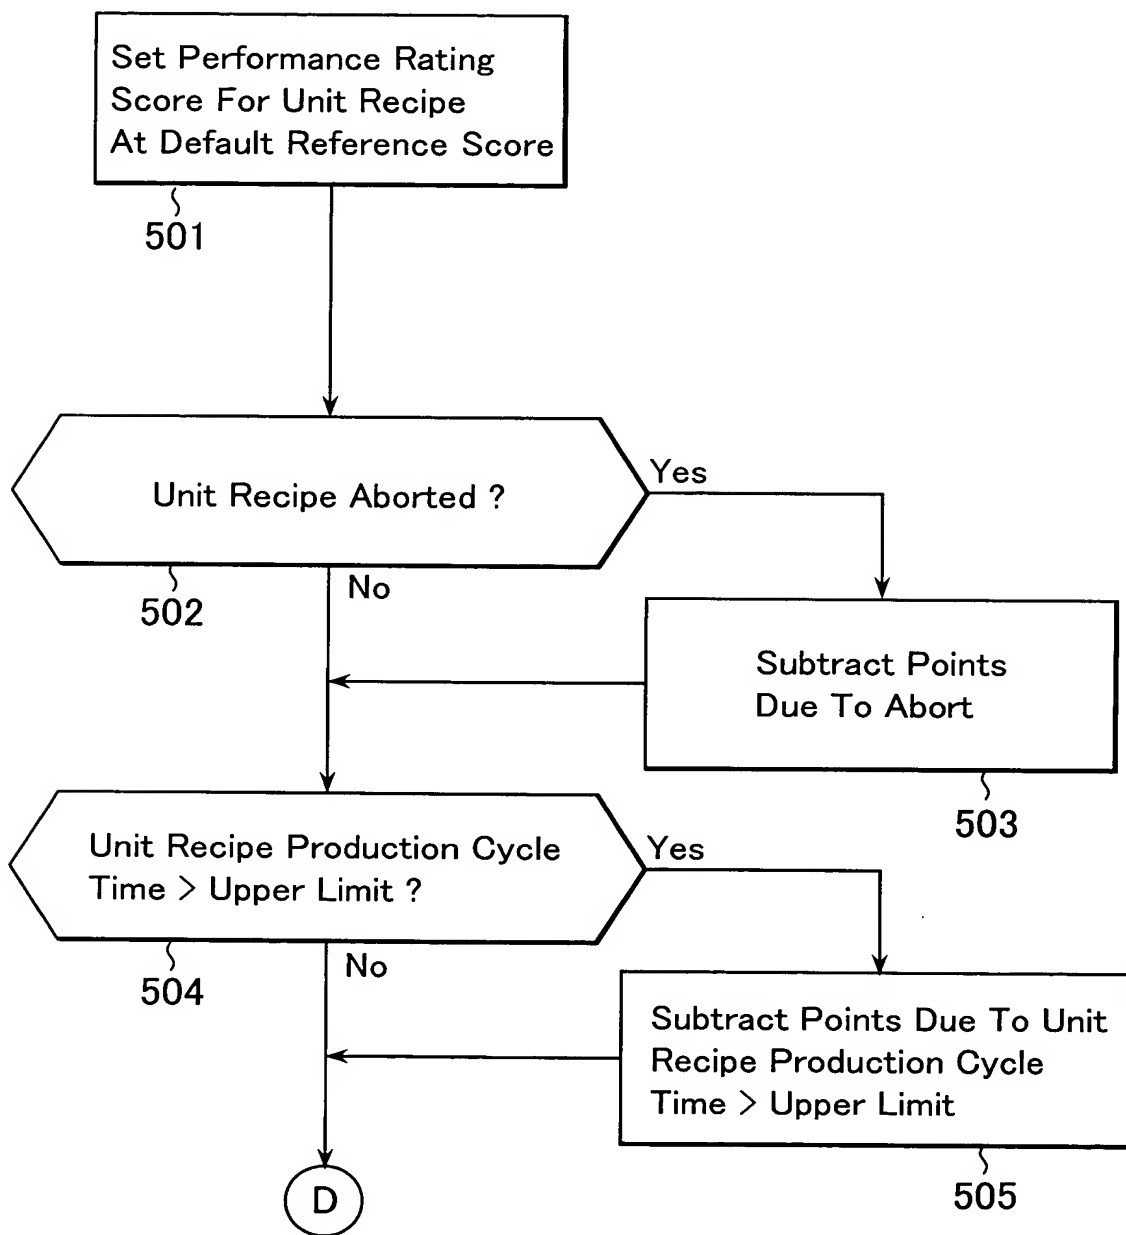 Set Performance Rating
Score For Unit Recipe
At Default Reference Score
501
Unit Recipe Aborted ?
Yes
502
No
Subtract Points
Due To Abort
503
Unit Recipe Production Cycle
Time > Upper Limit ?
Yes
504
No
Subtract Points Due To Unit
Recipe Production Cycle
Time > Upper Limit
505
D